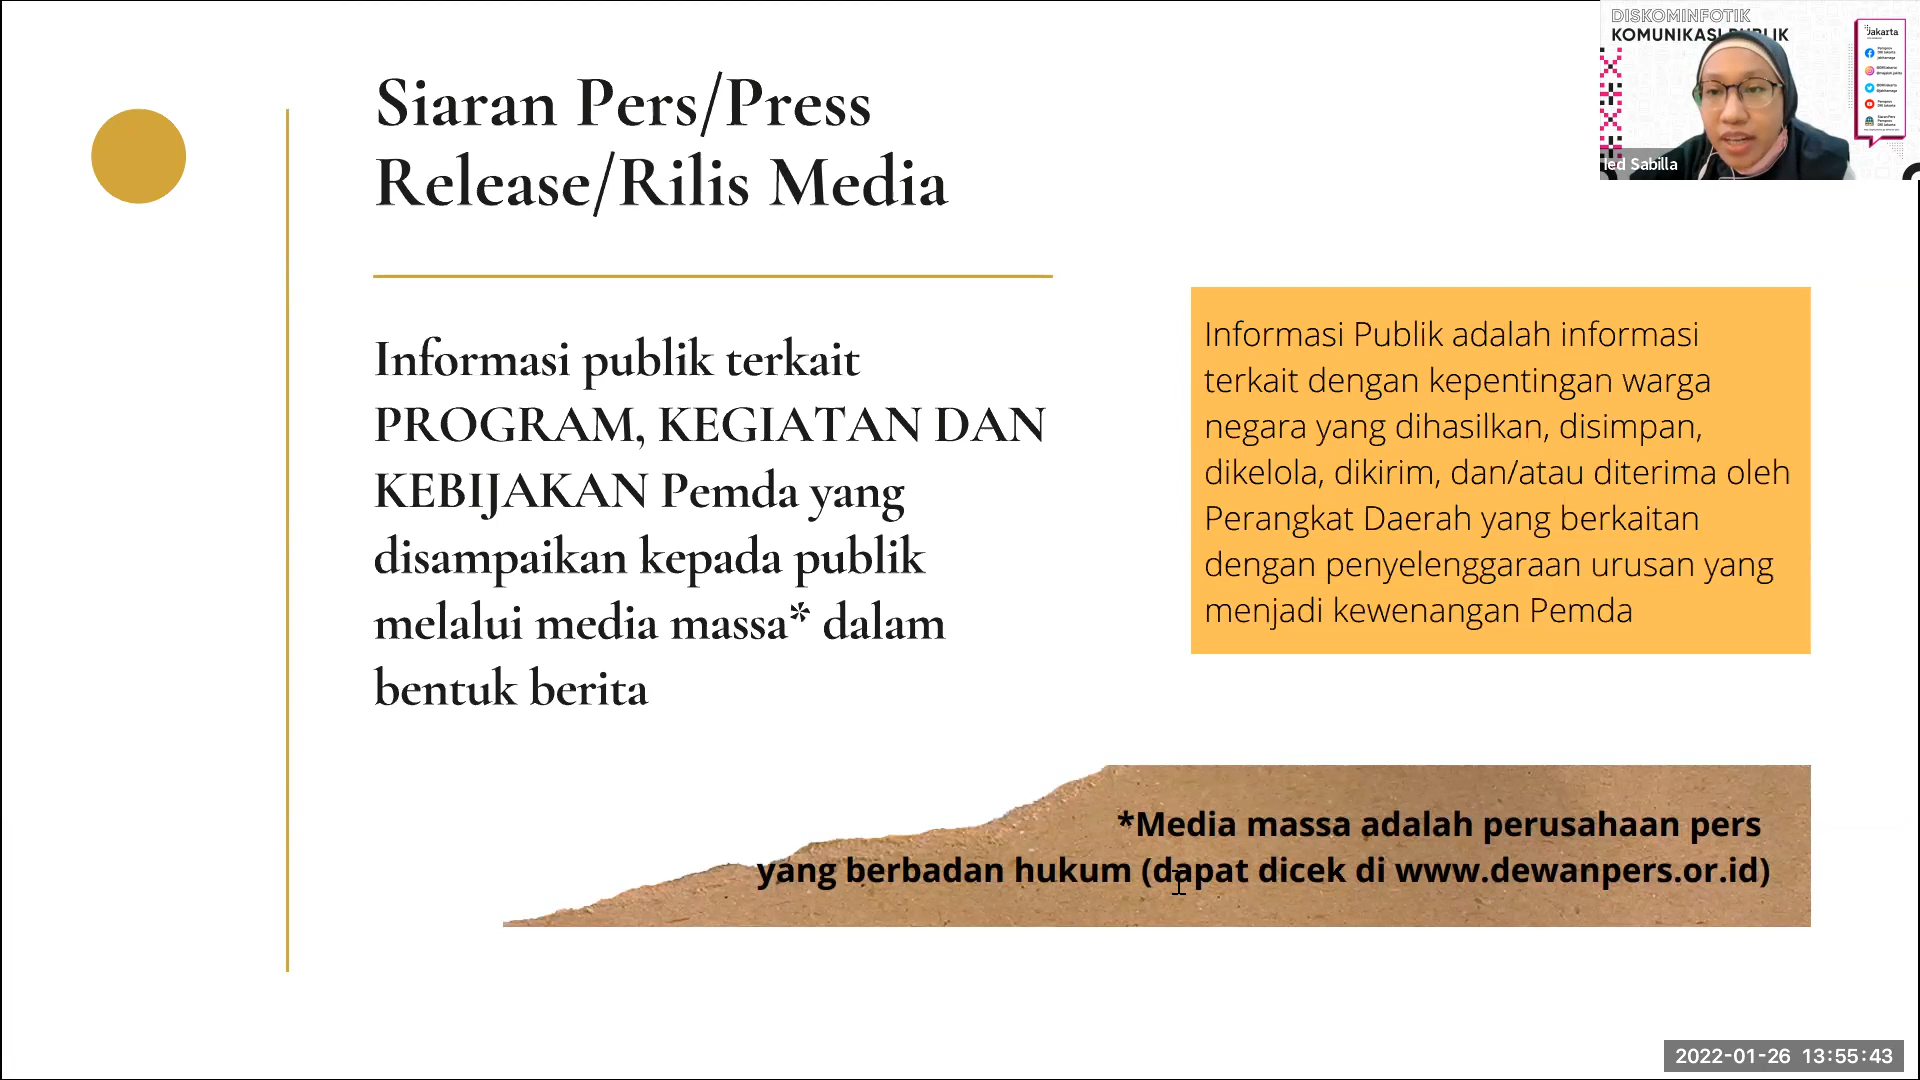 Siaran Pers/Press
Release/Rilis Media
Informasi publik terkait
PROGRAM, KEGIATAN DAN
KEBIJAKAN Pemda yang
disampaikan kepada publik
melalui media massa* dalam
bentuk berita
Informasi Publik adalah informasi
terkait dengan kepentingan warga
negara yang dihasilkan, disimpan,
dikelola, dikirim, dan/atau diterima oleh
Perangkat Daerah yang berkaitan
dengan penyelenggaraan urusan yang
menjadi kewenangan Pemda
*Media massa adalah perusahaan pers
yang berbadan hukum (dapat dicek di www.dewanpers.or.id)
DISKOMINFOTIK
KOMUNIKASI PUBLIK
Jakarta
Ied Sabilla
2022-01-26 13:55:43